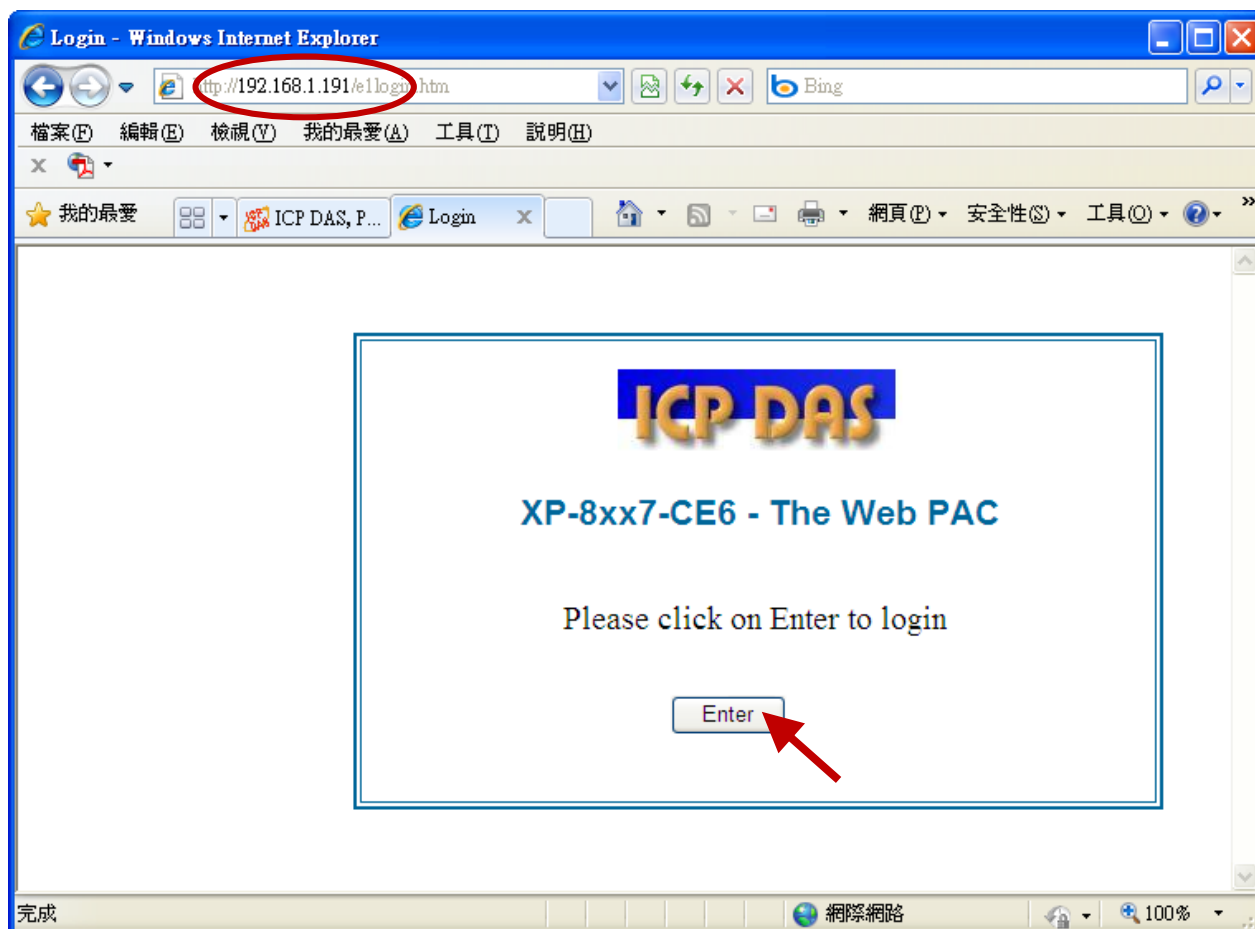 Login - Windows Internet Explorer
http://192.168.1.191/e1login.htm
Bing
檔案(F) 編輯(E) 檢視(V) 我的最愛(A) 工具(T) 說明(H)
x
我的最愛 ICP DAS, P... Login x 網頁(P) 安全性(S) 工具(O) »
ICP DAS
XP-8xx7-CE6 - The Web PAC
Please click on Enter to login
Enter
完成 網際網路 100%